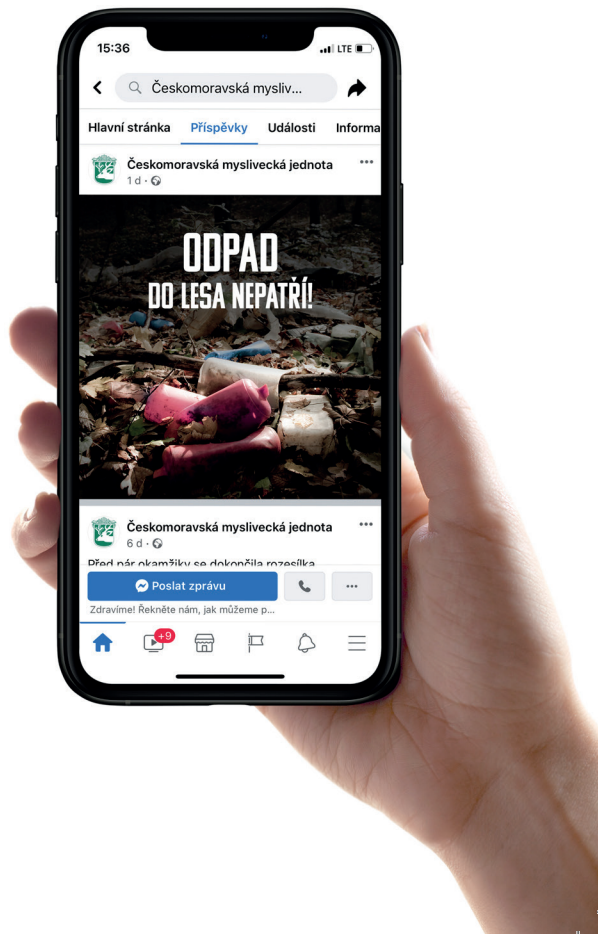 15:36
LTE
Českomoravská mysliv...
Hlavní stránka Příspěvky Události Informa
Českomoravská myslivecká jednota
1 d
ODPAD
DO LESA NEPATŘÍ!
Českomoravská myslivecká jednota
6 d
Před pár okamžiky se dokončila rozesílka
Poslat zprávu
Zdravíme! Řekněte nám, jak můžeme p...
+9